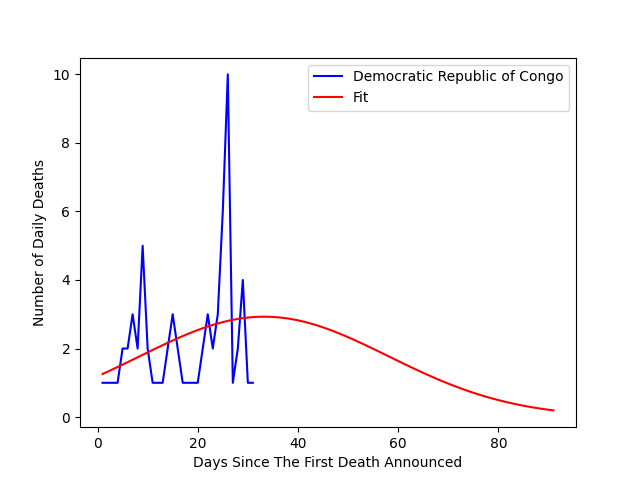 Democratic Republic of Congo
Fit
Number of Daily Deaths
10
8
6
4
2
0
0 20 40 60 80
Days Since The First Death Announced